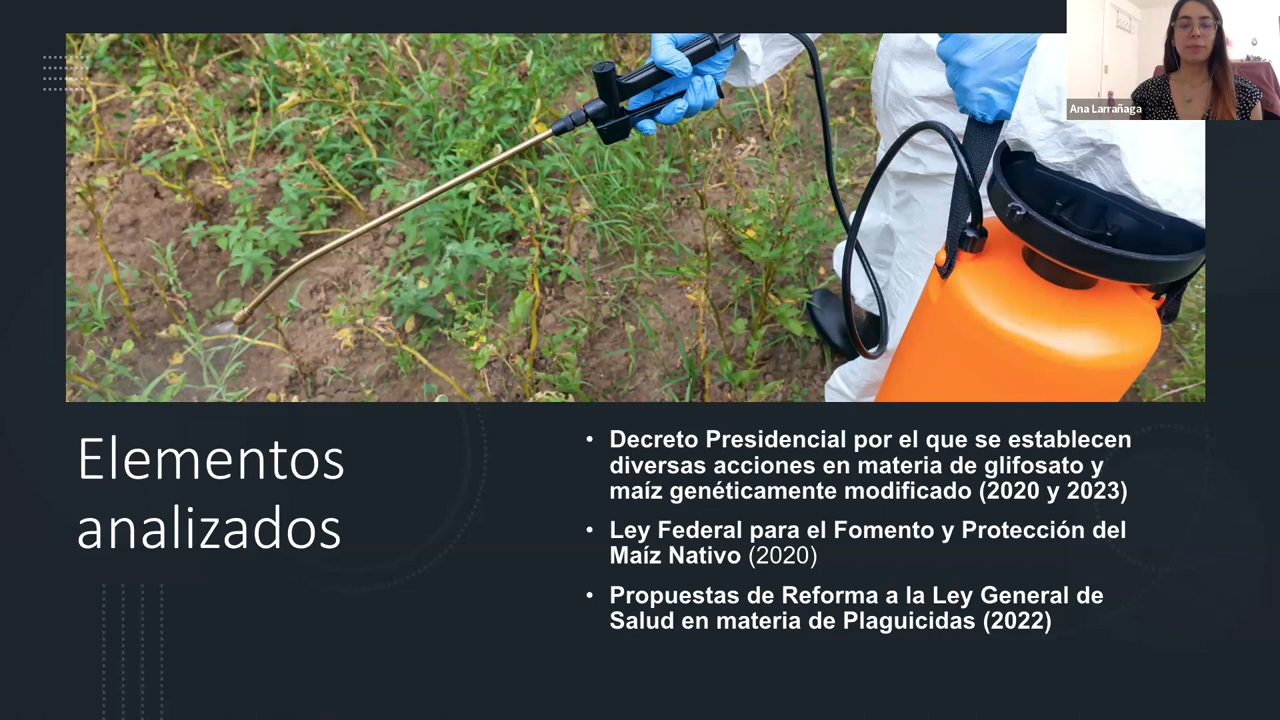 Ana Larrañaga
Elementos
analizados
• Decreto Presidencial por el que se establecen
diversas acciones en materia de glifosato y
maíz genéticamente modificado (2020 y 2023)
• Ley Federal para el Fomento y Protección del
Maíz Nativo (2020)
• Propuestas de Reforma a la Ley General de
Salud en materia de Plaguicidas (2022)